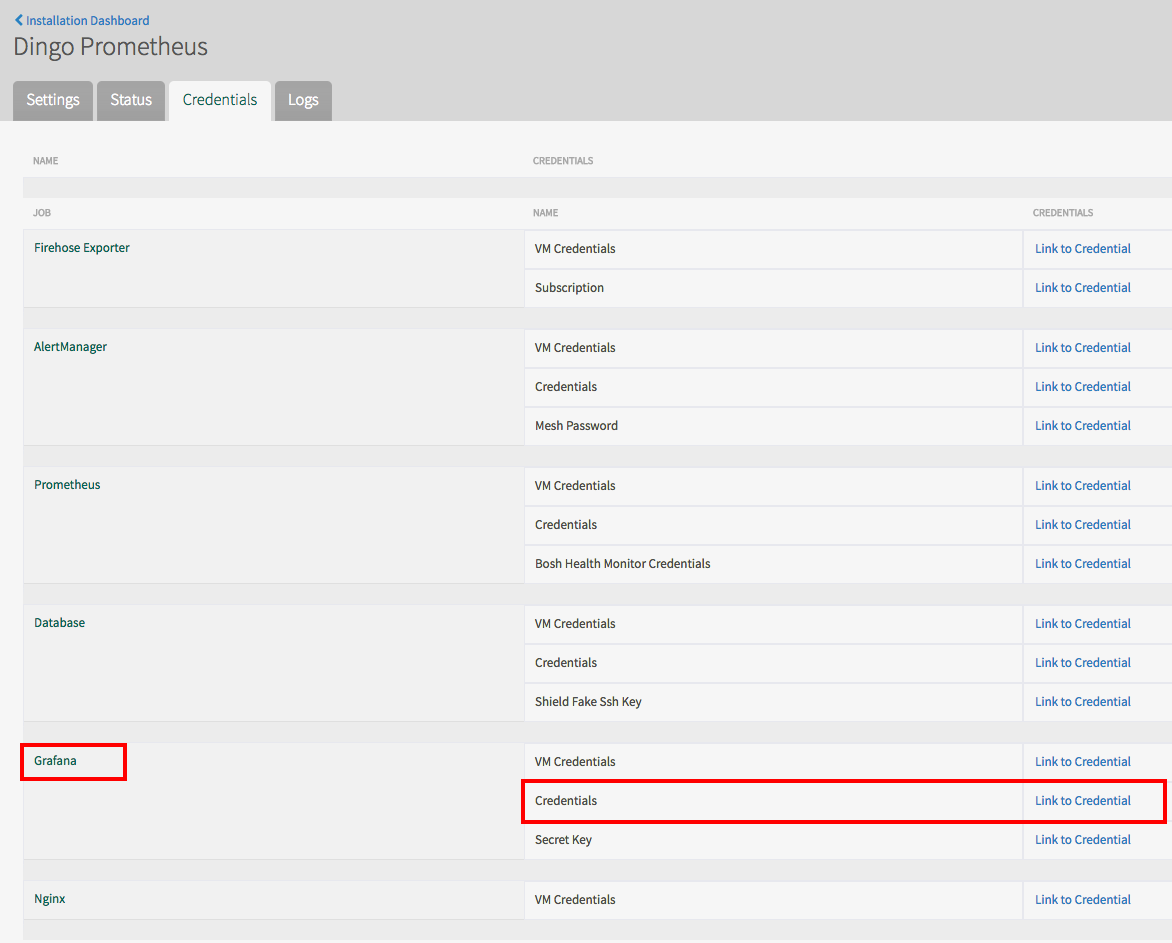 Installation Dashboard
Dingo Prometheus
Settings Status Credentials Logs
NAME CREDENTIALS
JOB NAME CREDENTIALS
Firehose Exporter VM Credentials Link to Credential
Subscription Link to Credential
AlertManager VM Credentials Link to Credential
Credentials Link to Credential
Mesh Password Link to Credential
Prometheus VM Credentials Link to Credential
Credentials Link to Credential
Bosh Health Monitor Credentials Link to Credential
Database VM Credentials Link to Credential
Credentials Link to Credential
Shield Fake Ssh Key Link to Credential
Grafana VM Credentials Link to Credential
Credentials Link to Credential
Secret Key Link to Credential
Nginx VM Credentials Link to Credential